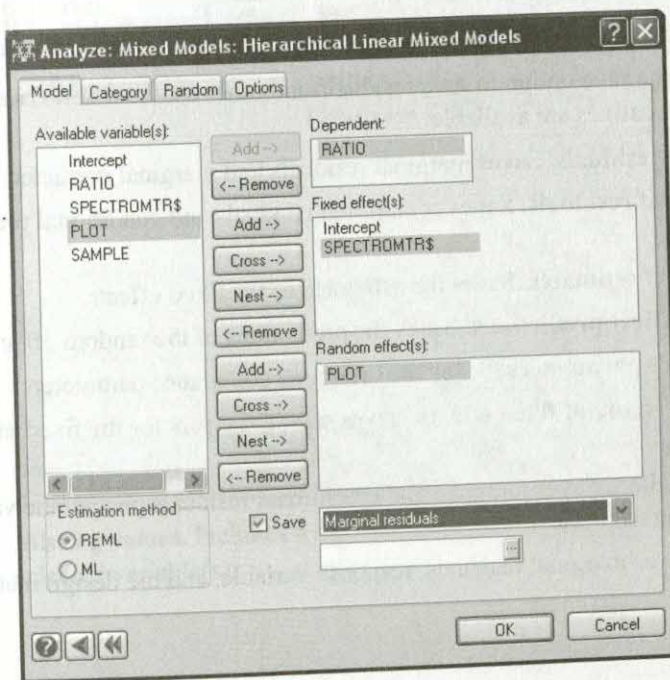 Analyze: Mixed Models: Hierarchical Linear Mixed Models
Model Category Random Options
Available variable(s):
Intercept
RATIO
SPECTROMTR$
PLOT
SAMPLE
Estimation method
REML
ML
Add -->
<-- Remove
Add -->
Cross -->
Nest -->
<-- Remove
Add -->
Cross -->
Nest -->
<-- Remove
Dependent:
RATIO
Fixed effect(s):
Intercept
SPECTROMTR$
Random effect(s):
PLOT
Save
Marginal residuals
...
OK
Cancel